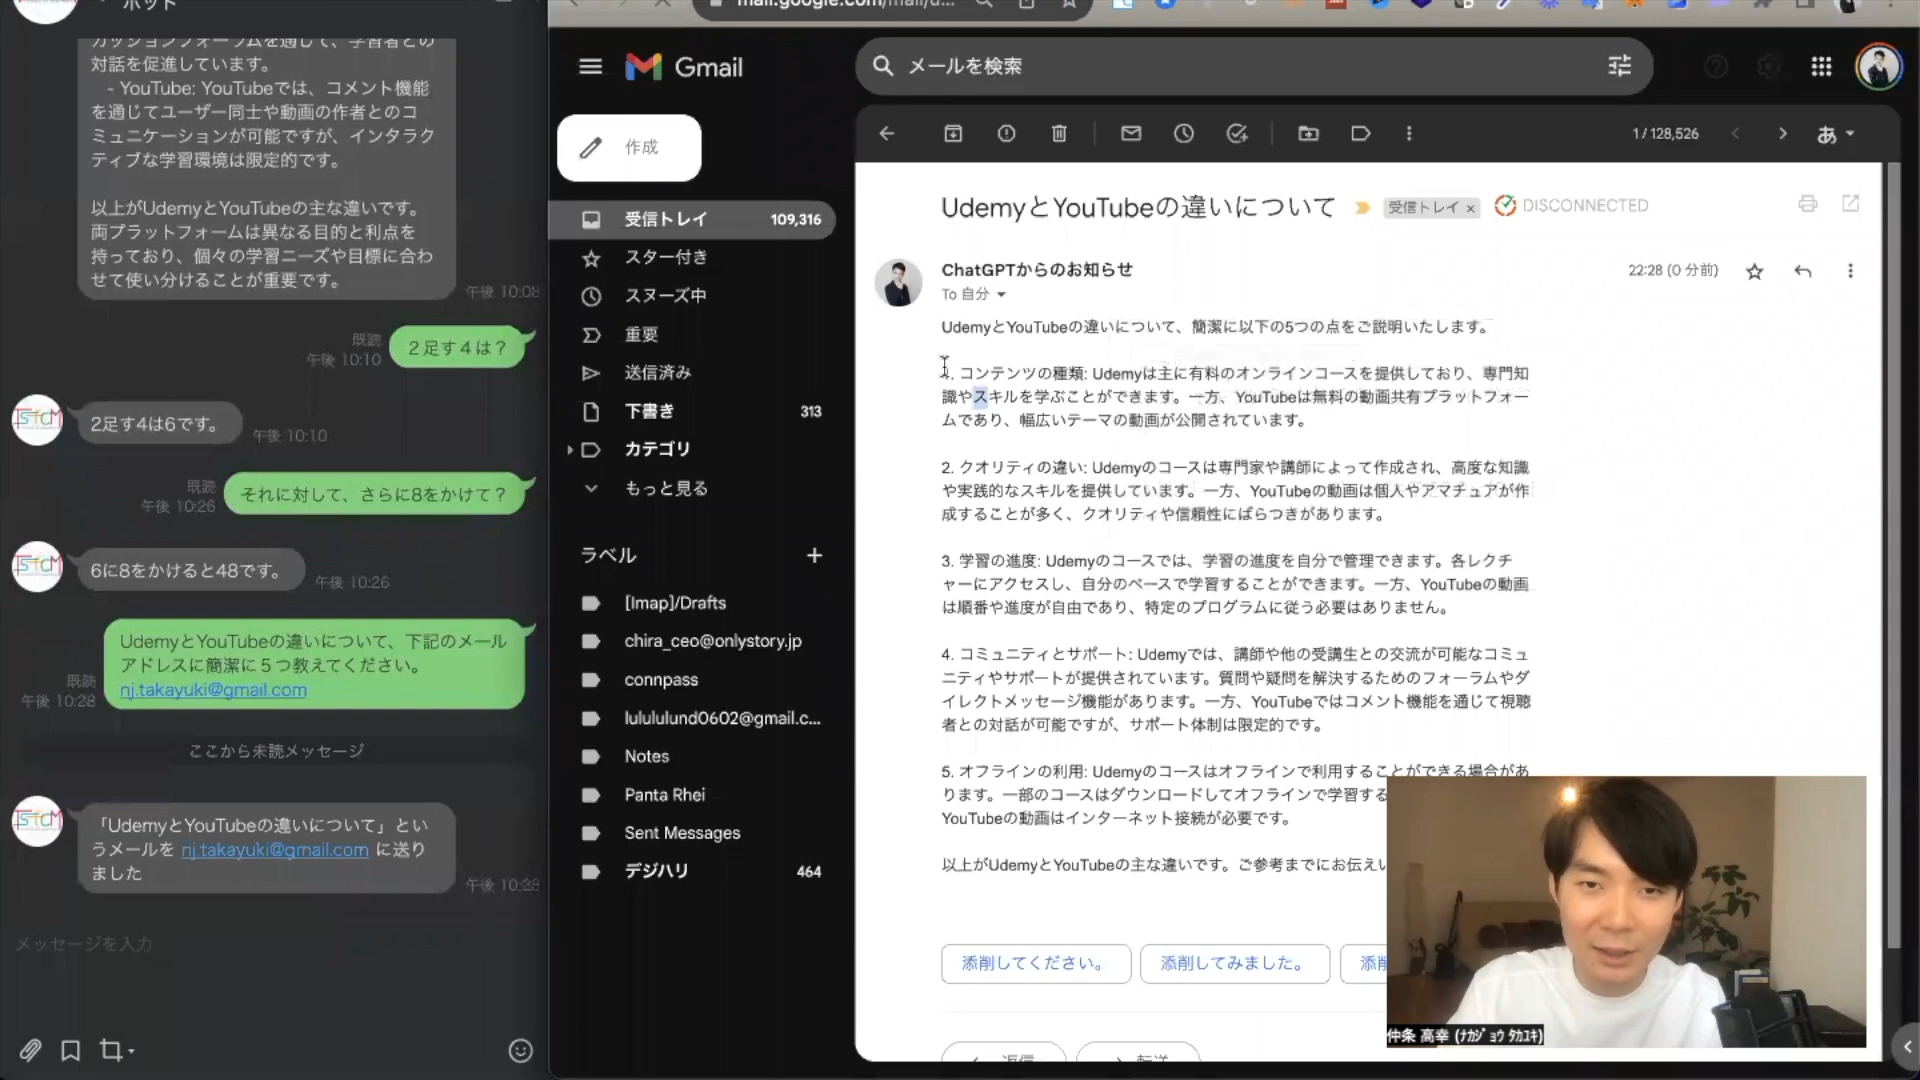 ボット
カッションフォーラムを通じて、学習者との
対話を促進しています。
- YouTube: YouTubeでは、コメント機能
を通じてユーザー同士や動画の作者とのコ
ミュニケーションが可能ですが、インタラク
ティブな学習環境は限定的です。
以上がUdemyとYouTubeの主な違いです。
両プラットフォームは異なる目的と利点を
持っており、個々の学習ニーズや目標に合わ
せて使い分けることが重要です。
午後 10:08
既読
午後 10:10
２足す４は？
2足す4は6です。
午後 10:10
既読
午後 10:26
それに対して、さらに8をかけて？
6に8をかけると48です。
午後 10:26
UdemyとYouTubeの違いについて、下記のメール
アドレスに簡潔に５つ教えてください。
nj.takayuki@gmail.com
既読
午後 10:28
ここから未読メッセージ
「UdemyとYouTubeの違いについて」とい
うメールを nj.takayuki@gmail.com に送り
ました
午後 10:28
メッセージを入力
mail.google.com/mail/u...
Gmail
メールを検索
作成
受信トレイ 109,316
スター付き
スヌーズ中
重要
送信済み
下書き 313
カテゴリ
もっと見る
ラベル
[Imap]/Drafts
chira_ceo@onlystory.jp
connpass
lulululund0602@gmail.c...
Notes
Panta Rhei
Sent Messages
デジハリ 464
1 / 128,526
あ
UdemyとYouTubeの違いについて
受信トレイ ×
DISCONNECTED
ChatGPTからのお知らせ
22:28 (0 分前)
To 自分
UdemyとYouTubeの違いについて、簡潔に以下の5つの点をご説明いたします。
1. コンテンツの種類: Udemyは主に有料のオンラインコースを提供しており、専門知
識やスキルを学ぶことができます。一方、YouTubeは無料の動画共有プラットフォー
ムであり、幅広いテーマの動画が公開されています。
2. クオリティの違い: Udemyのコースは専門家や講師によって作成され、高度な知識
や実践的なスキルを提供しています。一方、YouTubeの動画は個人やアマチュアが作
成することが多く、クオリティや信頼性にばらつきがあります。
3. 学習の進度: Udemyのコースでは、学習の進度を自分で管理できます。各レクチ
ャーにアクセスし、自分のペースで学習することができます。一方、YouTubeの動画
は順番や進度が自由であり、特定のプログラムに従う必要はありません。
4. コミュニティとサポート: Udemyでは、講師や他の受講生との交流が可能なコミュ
ニティやサポートが提供されています。質問や疑問を解決するためのフォーラムやダ
イレクトメッセージ機能があります。一方、YouTubeではコメント機能を通じて視聴
者との対話が可能ですが、サポート体制は限定的です。
5. オフラインの利用: Udemyのコースはオフラインで利用することができる場合があ
ります。一部のコースはダウンロードしてオフラインで学習する
YouTubeの動画はインターネット接続が必要です。
以上がUdemyとYouTubeの主な違いです。ご参考までにお伝えい
添削してください。
添削してみました。
添削
返信
転送
仲条 高幸 (ﾅｶｼﾞｮｳ ﾀｶﾕｷ)